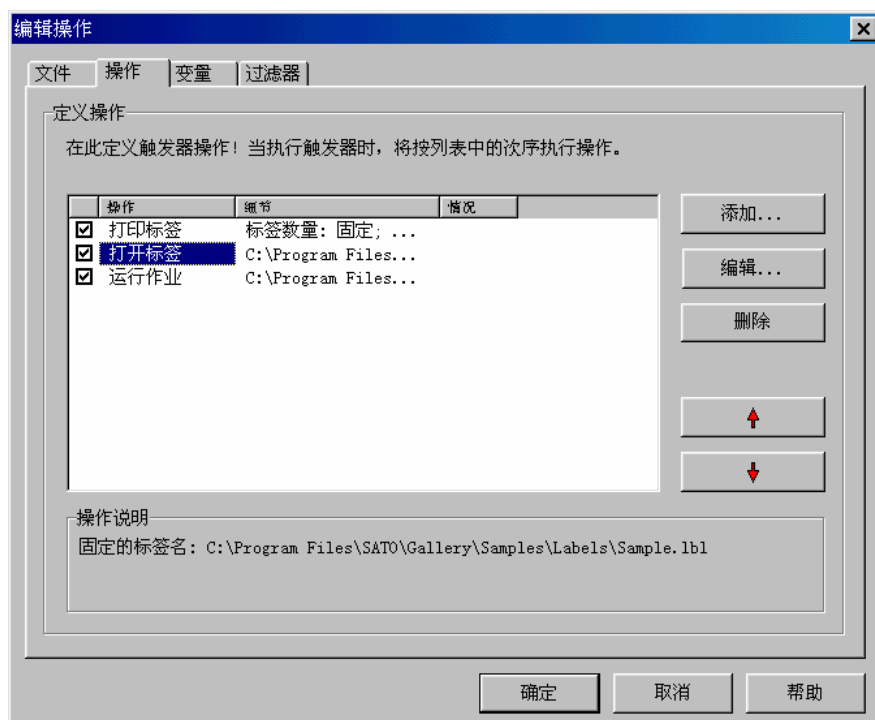 编辑操作
文件 操作 变量 过滤器
定义操作
在此定义触发器操作！当执行触发器时，将按列表中的次序执行操作。
操作 细节 情况
打印标签 标签数量：固定；...
打开标签 C:\Program Files...
运行作业 C:\Program Files...
添加...
编辑...
删除
操作说明
固定的标签名：C:\Program Files\SATO\Gallery\Samples\Labels\Sample.lbl
确定 取消 帮助